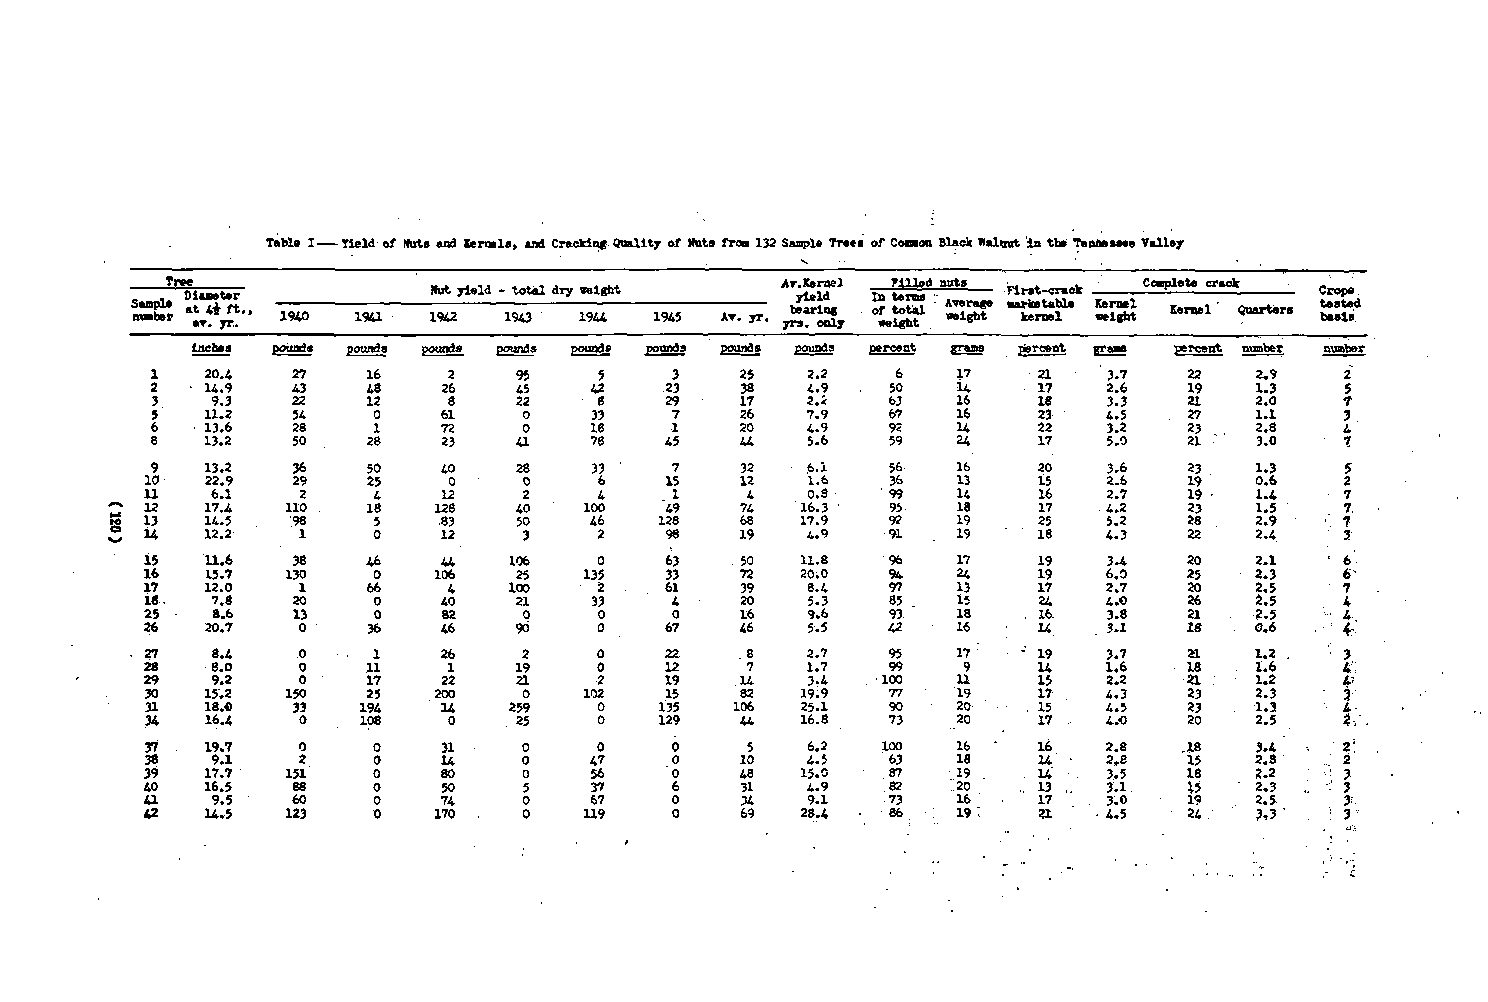 Table I — Yield of Nuts and Kernels, and Cracking Quality of Nuts from 132 Sample Trees of Common Black Walnut in the Tennessee Valley
Tree Nut yield - total dry weight Av.Kernel yield bearing yrs. only Filled nuts First-crack marketable kernel Complete crack Crops tested basis
Sample number Diameter at 4½ ft., av. yr. 1940 1941 1942 1943 1944 1945 Av. yr. In terms of total weight Average weight Kernel weight Kernel Quarters
inches pounds pounds pounds pounds pounds pounds pounds pounds percent grams percent grams percent number number
1 20.4 27 16 2 95 5 3 25 2.2 6 17 21 3.7 22 2.9 2
2 14.9 43 48 26 45 42 23 38 4.9 50 14 17 2.6 19 1.3 5
3 9.3 22 12 8 22 8 29 17 2.2 63 16 18 3.3 21 2.0 7
5 11.2 54 0 61 0 33 7 26 7.9 67 16 23 4.5 27 1.1 3
6 13.6 28 1 72 0 18 1 20 4.9 92 14 22 3.2 23 2.8 4
8 13.2 50 28 23 41 78 45 44 5.6 59 24 17 5.0 21 3.0 7
9 13.2 36 50 40 28 33 7 32 6.1 56 16 20 3.6 23 1.3 5
10 22.9 29 25 0 0 6 15 12 1.6 36 13 15 2.6 19 0.6 2
11 6.1 2 4 12 2 4 1 4 0.8 99 14 16 2.7 19 1.4 7
12 17.4 110 18 128 40 100 49 74 16.3 95 18 17 4.2 23 1.5 7
13 14.5 98 5 83 50 46 128 68 17.9 92 19 25 5.2 28 2.9 7
14 12.2 1 0 12 3 2 98 19 4.9 91 19 18 4.3 22 2.4 3
15 11.6 38 46 44 106 0 63 50 11.8 96 17 19 3.4 20 2.1 6
16 15.7 130 0 106 25 135 33 72 20.0 94 24 19 6.0 25 2.3 6
17 12.0 1 66 4 100 2 61 39 8.4 97 13 17 2.7 20 2.5 7
18 7.8 20 0 40 21 33 4 20 5.3 85 15 24 4.0 26 2.5 4
25 8.6 13 0 82 0 0 0 16 9.6 93 18 16 3.8 21 2.5 4
26 20.7 0 36 46 90 0 67 46 5.5 42 16 14 3.1 18 0.6 4
27 8.4 0 1 26 2 0 22 8 2.7 95 17 19 3.7 21 1.2 3
28 8.0 0 11 1 19 0 12 7 1.7 99 9 14 1.6 18 1.6 4
29 9.2 0 17 22 21 2 19 14 3.4 100 11 15 2.2 21 1.2 4
30 15.2 150 25 200 0 102 15 82 19.9 77 19 17 4.3 23 2.3 3
31 18.0 33 194 14 259 0 135 106 25.1 90 20 15 4.5 23 1.3 4
34 16.4 0 108 0 25 0 129 44 16.8 73 20 17 4.0 20 2.5 2
37 19.7 0 0 31 0 0 0 5 6.2 100 16 16 2.8 18 3.4 2
38 9.1 2 0 14 0 47 0 10 4.5 63 18 14 2.8 15 2.8 2
39 17.7 151 0 80 0 56 0 48 15.0 87 19 14 3.5 18 2.2 3
40 16.5 88 0 50 5 37 6 31 4.9 82 20 13 3.1 15 2.3 3
41 9.5 60 0 74 0 67 0 34 9.1 73 16 17 3.0 19 2.5 3
42 14.5 123 0 170 0 119 0 69 28.4 86 19 21 4.5 24 3.3 3
( 120 )